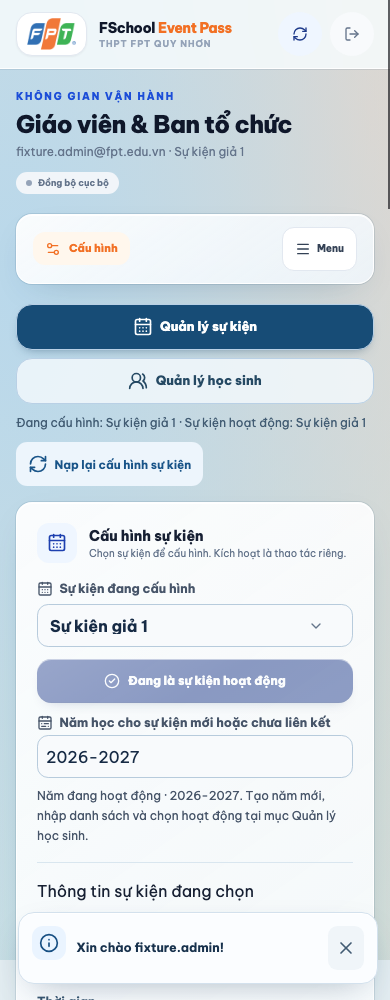 FPT
FSchool Event Pass
THPT FPT QUY NHƠN
KHÔNG GIAN VẬN HÀNH
Giáo viên & Ban tổ chức
fixture.admin@fpt.edu.vn · Sự kiện giả 1
Đồng bộ cục bộ
Cấu hình
Menu
Quản lý sự kiện
Quản lý học sinh
Đang cấu hình: Sự kiện giả 1 · Sự kiện hoạt động: Sự kiện giả 1
Nạp lại cấu hình sự kiện
Cấu hình sự kiện
Chọn sự kiện để cấu hình. Kích hoạt là thao tác riêng.
Sự kiện đang cấu hình
Sự kiện giả 1
Đang là sự kiện hoạt động
Năm học cho sự kiện mới hoặc chưa liên kết
2026-2027
Năm đang hoạt động · 2026-2027. Tạo năm mới,
nhập danh sách và chọn hoạt động tại mục Quản lý
học sinh.
Thông tin sự kiện đang chọn
Xin chào fixture.admin!
Thời gian